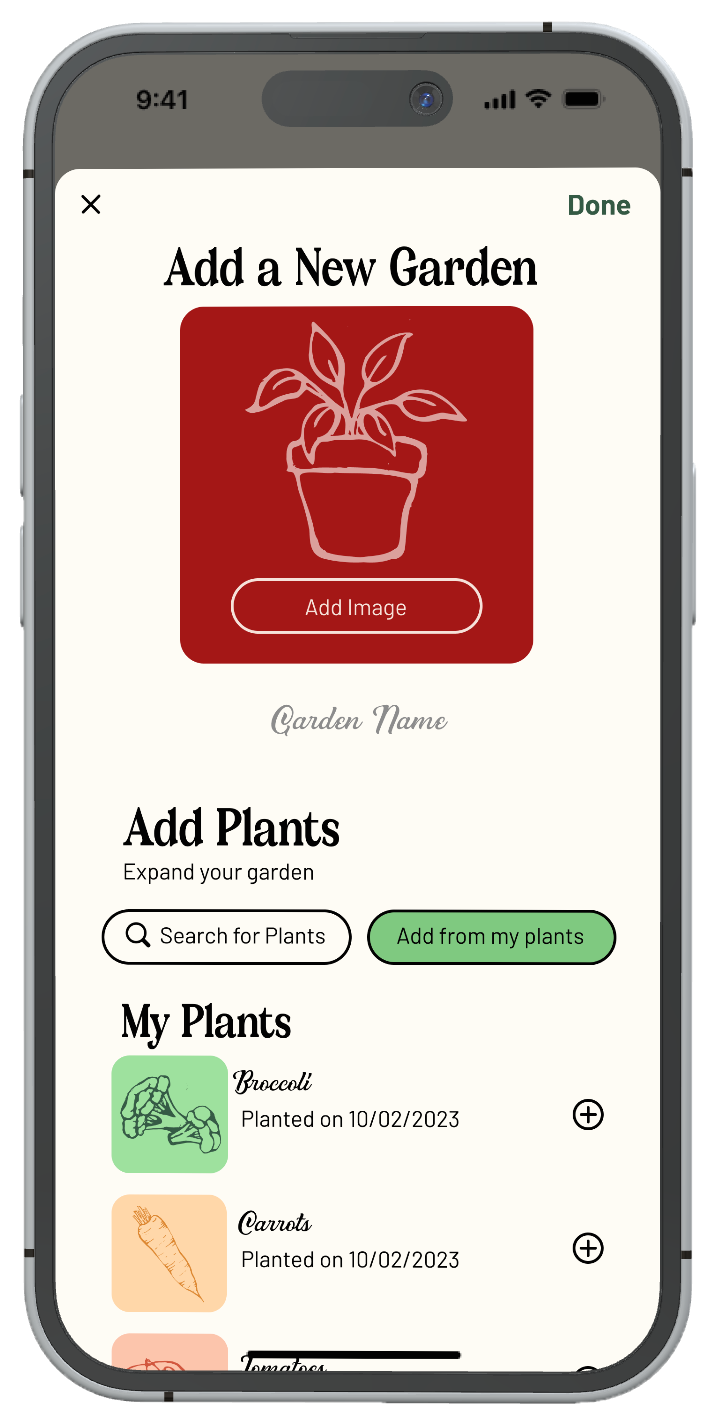 9:41
Done
Add a New Garden
Add Image
Garden Name
Add Plants
Expand your garden
Search for Plants
Add from my plants
My Plants
Broccoli
Planted on 10/02/2023
Carrots
Planted on 10/02/2023
Tomatoes